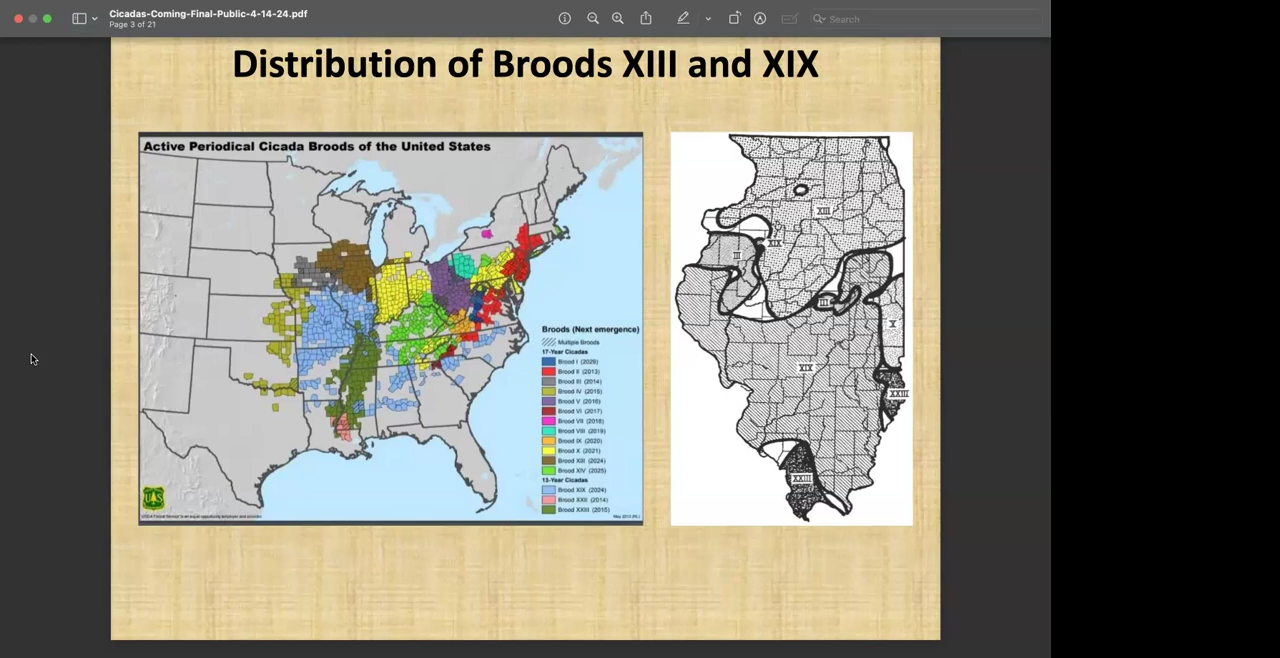 Cicadas-Coming-Final-Public-4-14-24.pdf
Page 3 of 21
Search
Distribution of Broods XIII and XIX
Active Periodical Cicada Broods of the United States
Broods (Next emergence)
Multiple Broods
17-Year Cicadas
Brood I (2029)
Brood II (2013)
Brood III (2014)
Brood IV (2015)
Brood V (2016)
Brood VI (2017)
Brood VII (2018)
Brood VIII (2019)
Brood IX (2020)
Brood X (2021)
Brood XIII (2024)
Brood XIV (2025)
13-Year Cicadas
Brood XIX (2024)
Brood XXII (2014)
Brood XXIII (2015)
XIII
XIX
III
III
X
XIX
XXIII
XXIII